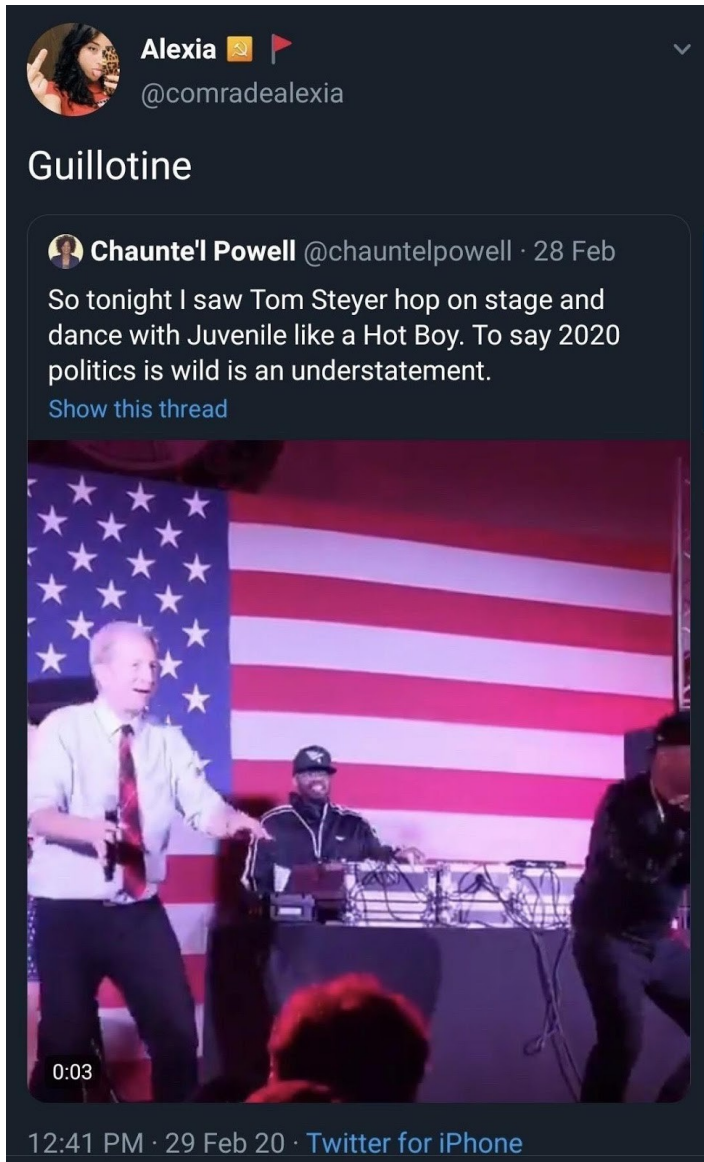 Alexia
@comradealexia
Guillotine
Chaunte'l Powell @chauntelpowell · 28 Feb
So tonight I saw Tom Steyer hop on stage and
dance with Juvenile like a Hot Boy. To say 2020
politics is wild is an understatement.
Show this thread
0:03
12:41 PM · 29 Feb 20 · Twitter for iPhone